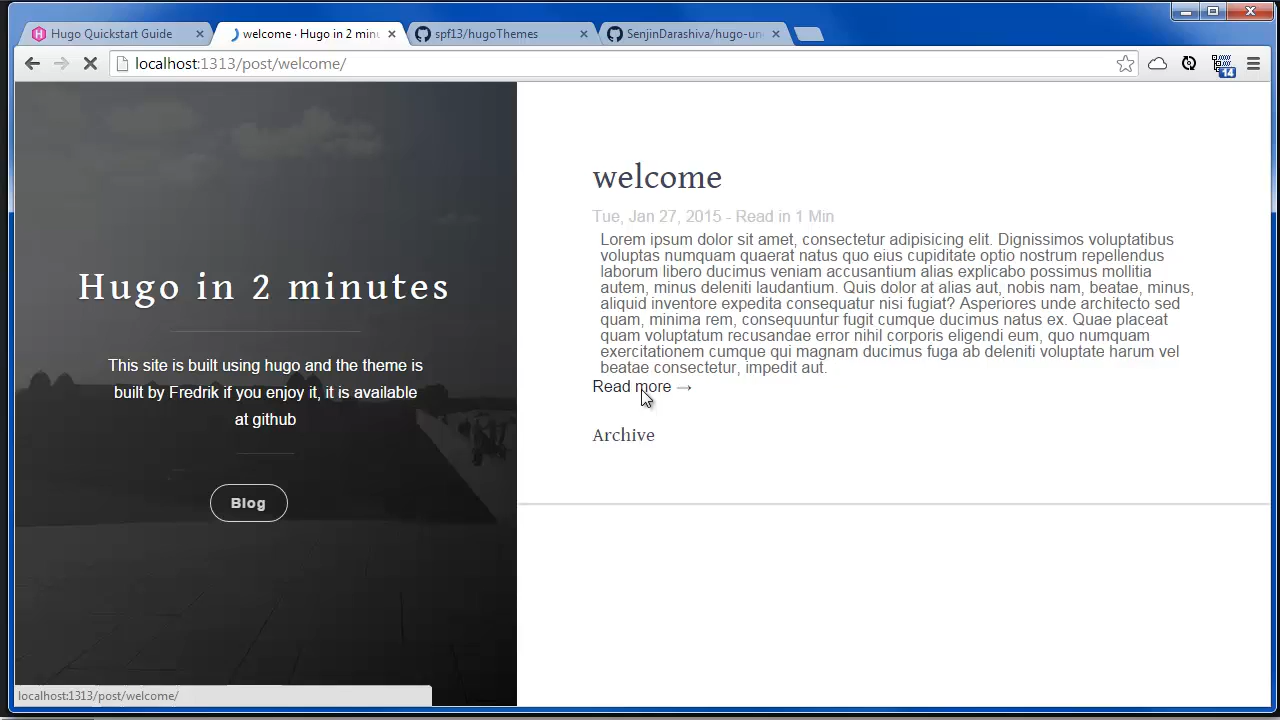 Hugo Quickstart Guide
welcome · Hugo in 2 minu
spf13/hugoThemes
SenjinDarashiva/hugo-un
localhost:1313/post/welcome/
14
Hugo in 2 minutes
This site is built using hugo and the theme is
built by Fredrik if you enjoy it, it is available
at github
Blog
welcome
Tue, Jan 27, 2015 - Read in 1 Min
Lorem ipsum dolor sit amet, consectetur adipisicing elit. Dignissimos voluptatibus
voluptas numquam quaerat natus quo eius cupiditate optio nostrum repellendus
laborum libero ducimus veniam accusantium alias explicabo possimus mollitia
autem, minus deleniti laudantium. Quis dolor at alias aut, nobis nam, beatae, minus,
aliquid inventore expedita consequatur nisi fugiat? Asperiores unde architecto sed
quam, minima rem, consequuntur fugit cumque ducimus natus ex. Quae placeat
quam voluptatum recusandae error nihil corporis eligendi eum, quo numquam
exercitationem cumque qui magnam ducimus fuga ab deleniti voluptate harum vel
beatae consectetur, impedit aut.
Read more →
Archive
localhost:1313/post/welcome/